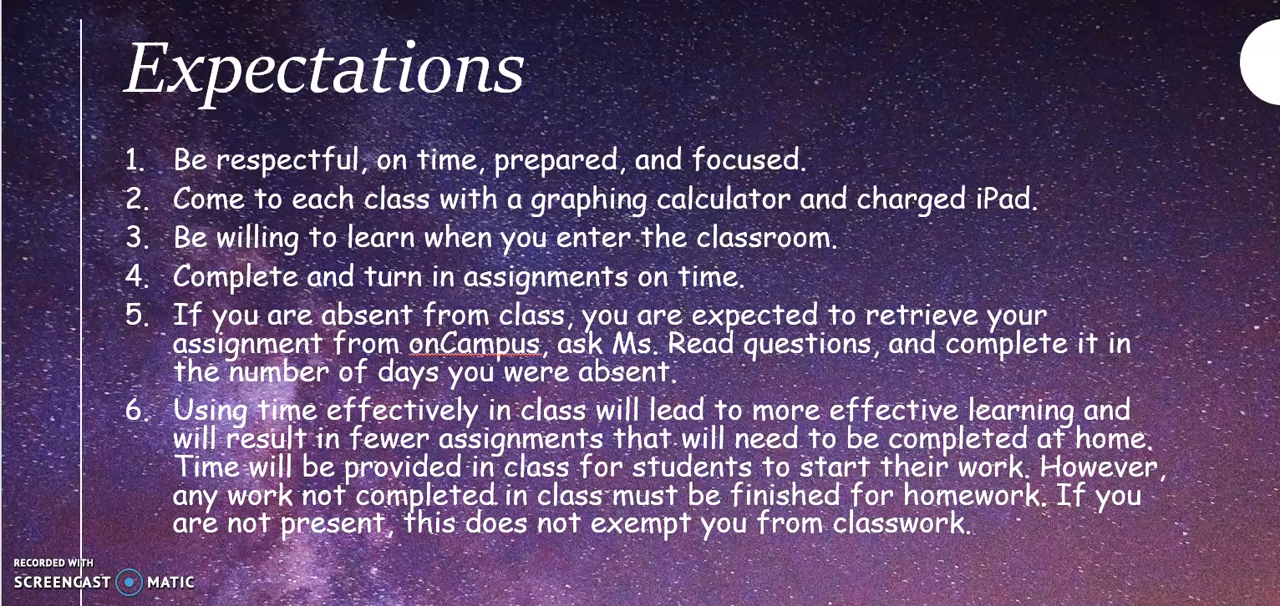 Expectations
1. Be respectful, on time, prepared, and focused.
2. Come to each class with a graphing calculator and charged iPad.
3. Be willing to learn when you enter the classroom.
4. Complete and turn in assignments on time.
5. If you are absent from class, you are expected to retrieve your
assignment from onCampus, ask Ms. Read questions, and complete it in
the number of days you were absent.
6. Using time effectively in class will lead to more effective learning and
will result in fewer assignments that will need to be completed at home.
Time will be provided in class for students to start their work. However,
any work not completed in class must be finished for homework. If you
are not present, this does not exempt you from classwork.
RECORDED WITH
SCREENCAST MATIC